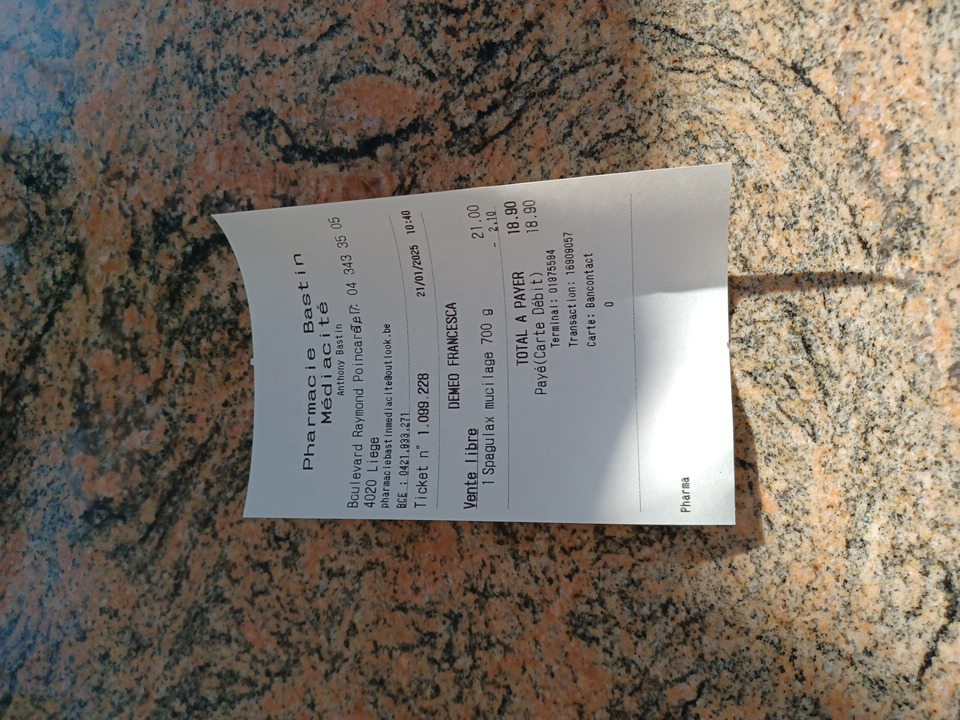 Pharmacie Bastin
Médiacité
Anthony Bastin
Boulevard Raymond Poincaré 7: 04 343 35 05
4020 Liege
pharmaciebastinmediacite@outlook.be
BCE : 0421.933.271
Ticket n° 1.099.228 21/01/2025 10:40
DEMEO FRANCESCA
Vente libre
1 Spagulax mucilage 700 g 21.00
- 2.10
TOTAL A PAYER 18.90
Payé(Carte Débit) 18.90
Terminal: 01975594
Transaction: 16909057
Carte: Bancontact
0
Pharma